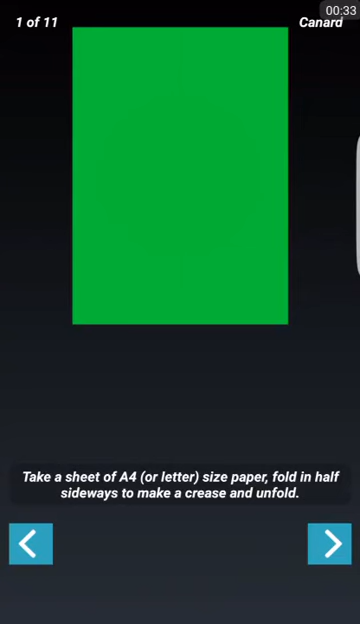 00:33
1 of 11
Canard
Take a sheet of A4 (or letter) size paper, fold in half
sideways to make a crease and unfold.